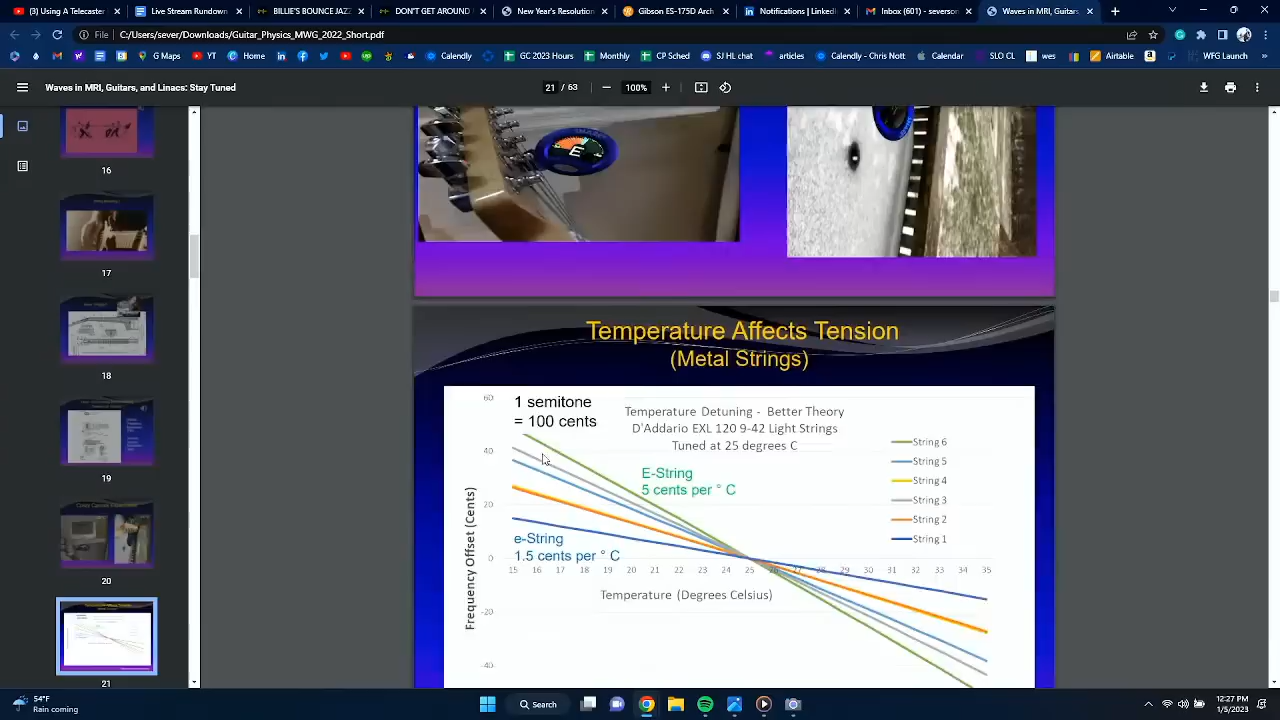 (3) Using A Telecaster
Live Stream Rundown
BILLIE'S BOUNCE JAZZ
DON'T GET AROUND
New Year's Resolution
Gibson ES-175D Arch
Notifications | LinkedI
Inbox (601) - severson
Waves in MRI, Guitars,
File
C:/Users/sever/Downloads/Guitar_Physics_MWG_2022_Short.pdf
G Maps
YT
Home
Calendly
GC 2023 Hours
Monthly
CP Sched
SJ HL chat
articles
Calendly - Chris Nott
Calendar
SLO CL
wes
Airtable
WFG Launch
Waves in MRI, Guitars, and Linacs: Stay Tuned
21 / 63
100%
16
17
18
19
20
21
E
Temperature Affects Tension
(Metal Strings)
1 semitone
= 100 cents
Temperature Detuning - Better Theory
D'Addario EXL 120 9-42 Light Strings
Tuned at 25 degrees C
String 6
String 5
String 4
String 3
String 2
String 1
E-String
5 cents per ° C
e-String
1.5 cents per ° C
60
40
20
0
-20
-40
Frequency Offset (Cents)
15 16 17 18 19 20 21 22 23 24 25 26 27 28 29 30 31 32 33 34 35
Temperature (Degrees Celsius)
54°F
Rain coming
Search
12:27 PM
1/5/2023